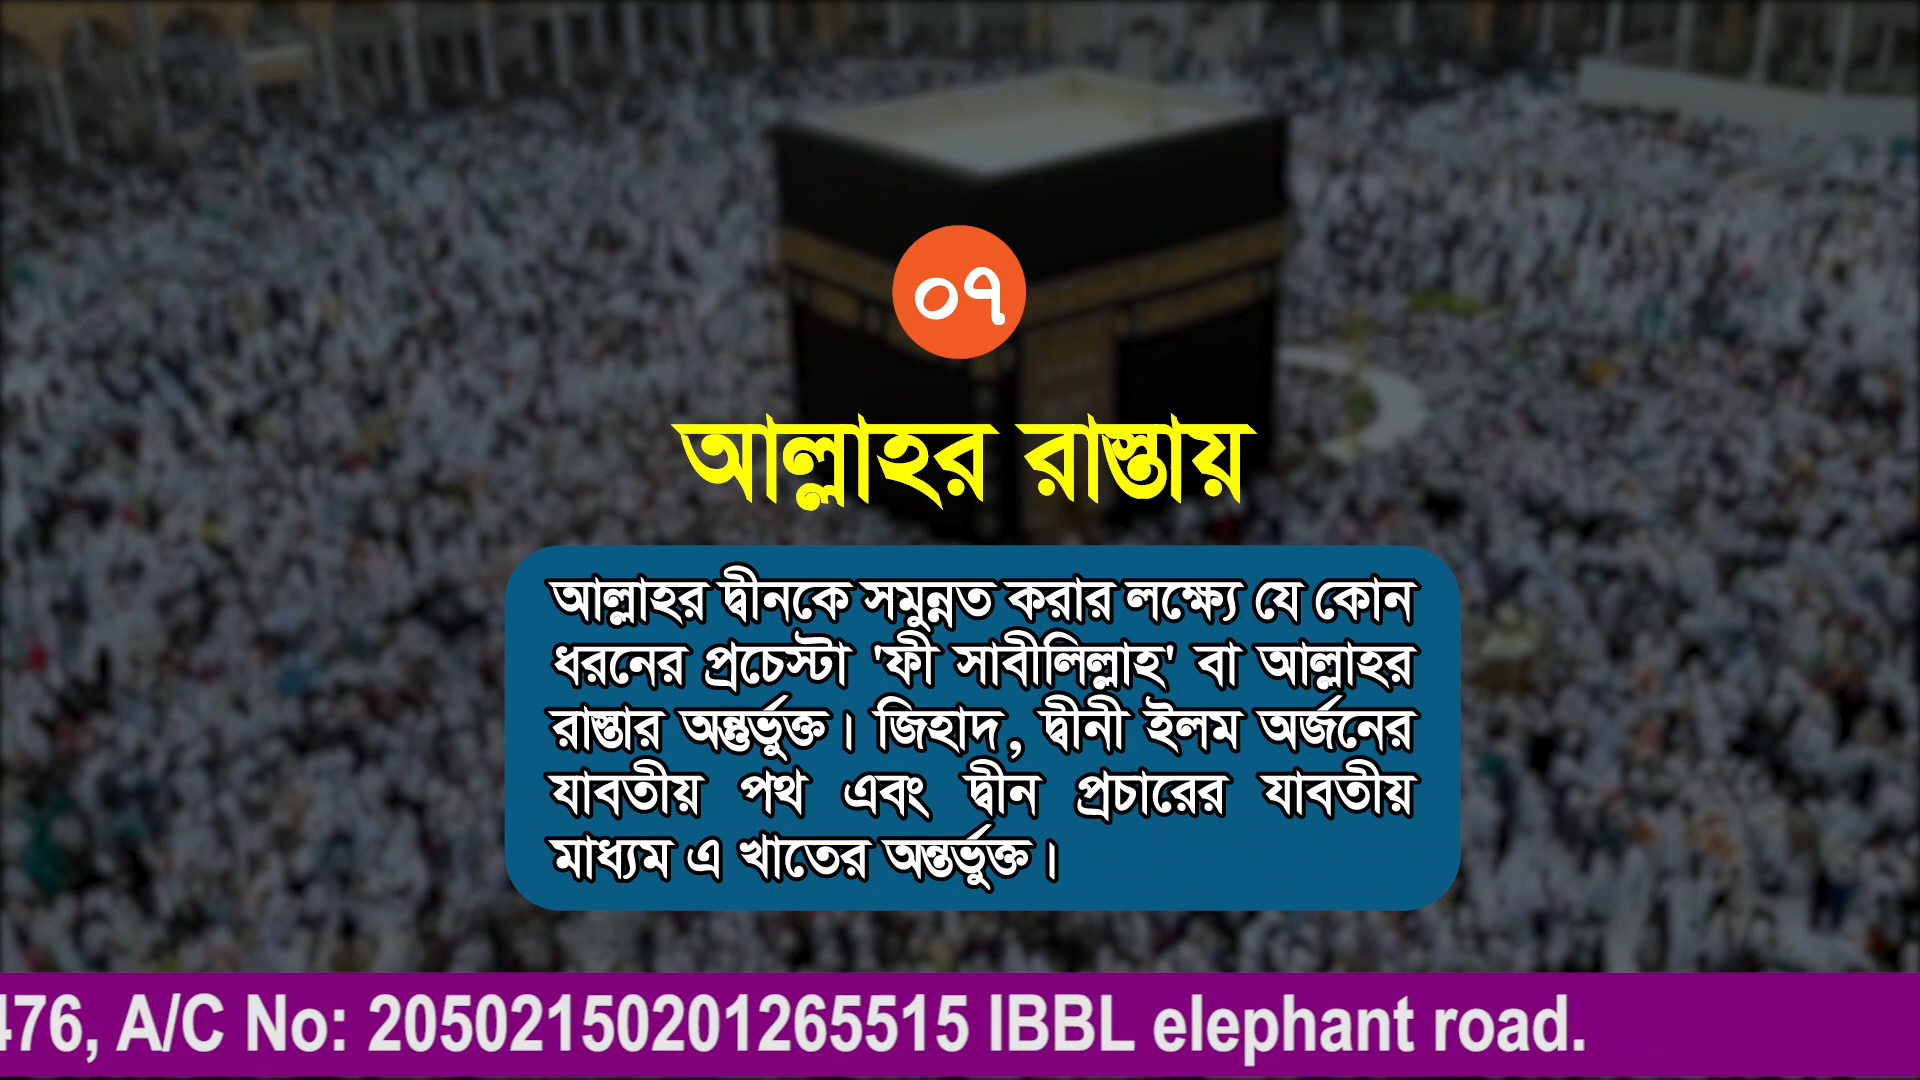 ০৭
আল্লাহর রাস্তায়
আল্লাহর দ্বীনকে সমুন্নত করার লক্ষ্যে যে কোন
ধরনের প্রচেস্টা 'ফী সাবীলিল্লাহ' বা আল্লাহর
রাস্তার অন্তুর্ভুক্ত। জিহাদ, দ্বীনী ইলম অর্জনের
যাবতীয় পথ এবং দ্বীন প্রচারের যাবতীয়
মাধ্যম এ খাতের অন্তর্ভুক্ত।
476, A/C No: 20502150201265515 IBBL elephant road.